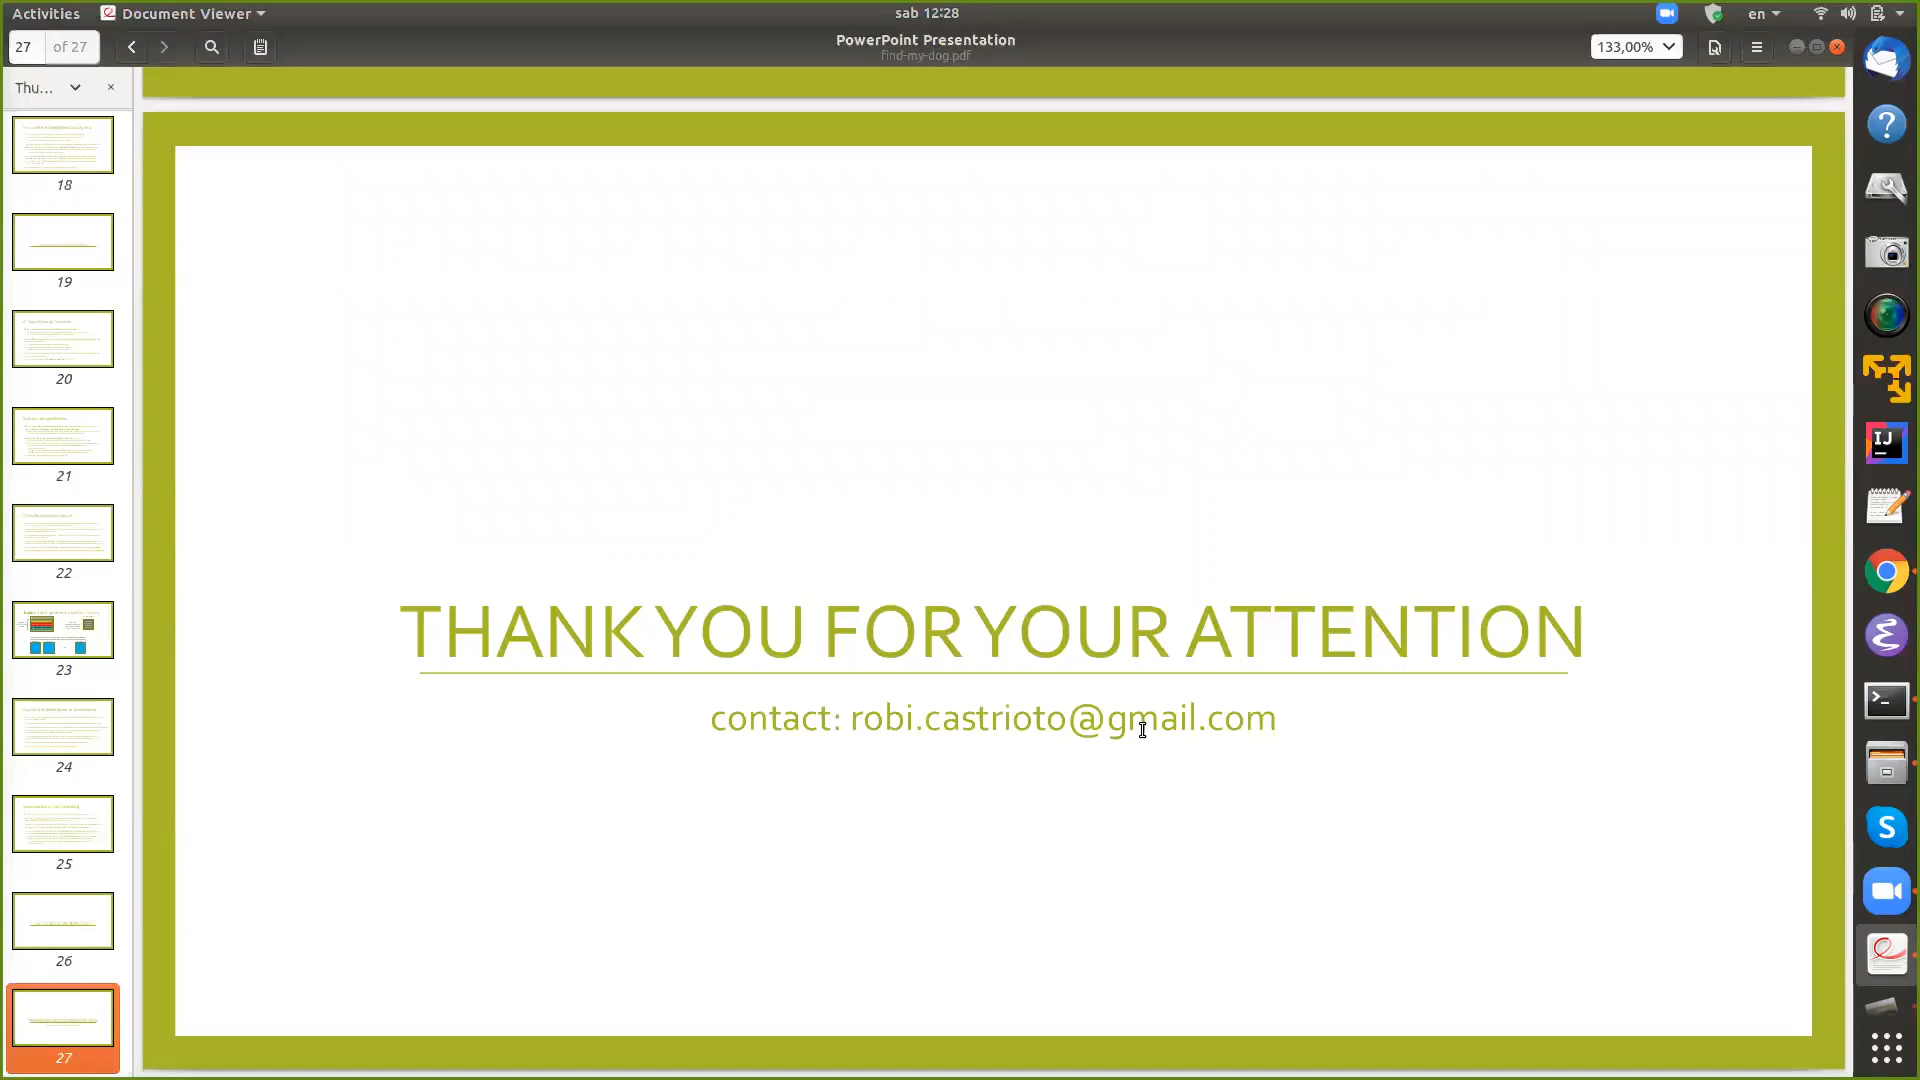 Activities Document Viewer sab 12:28 en
27 of 27 PowerPoint Presentation 133,00%
find-my-dog.pdf
Thu...
18
19
20
21
22
23
24
25
26
27
THANK YOU FOR YOUR ATTENTION
contact: robi.castrioto@gmail.com